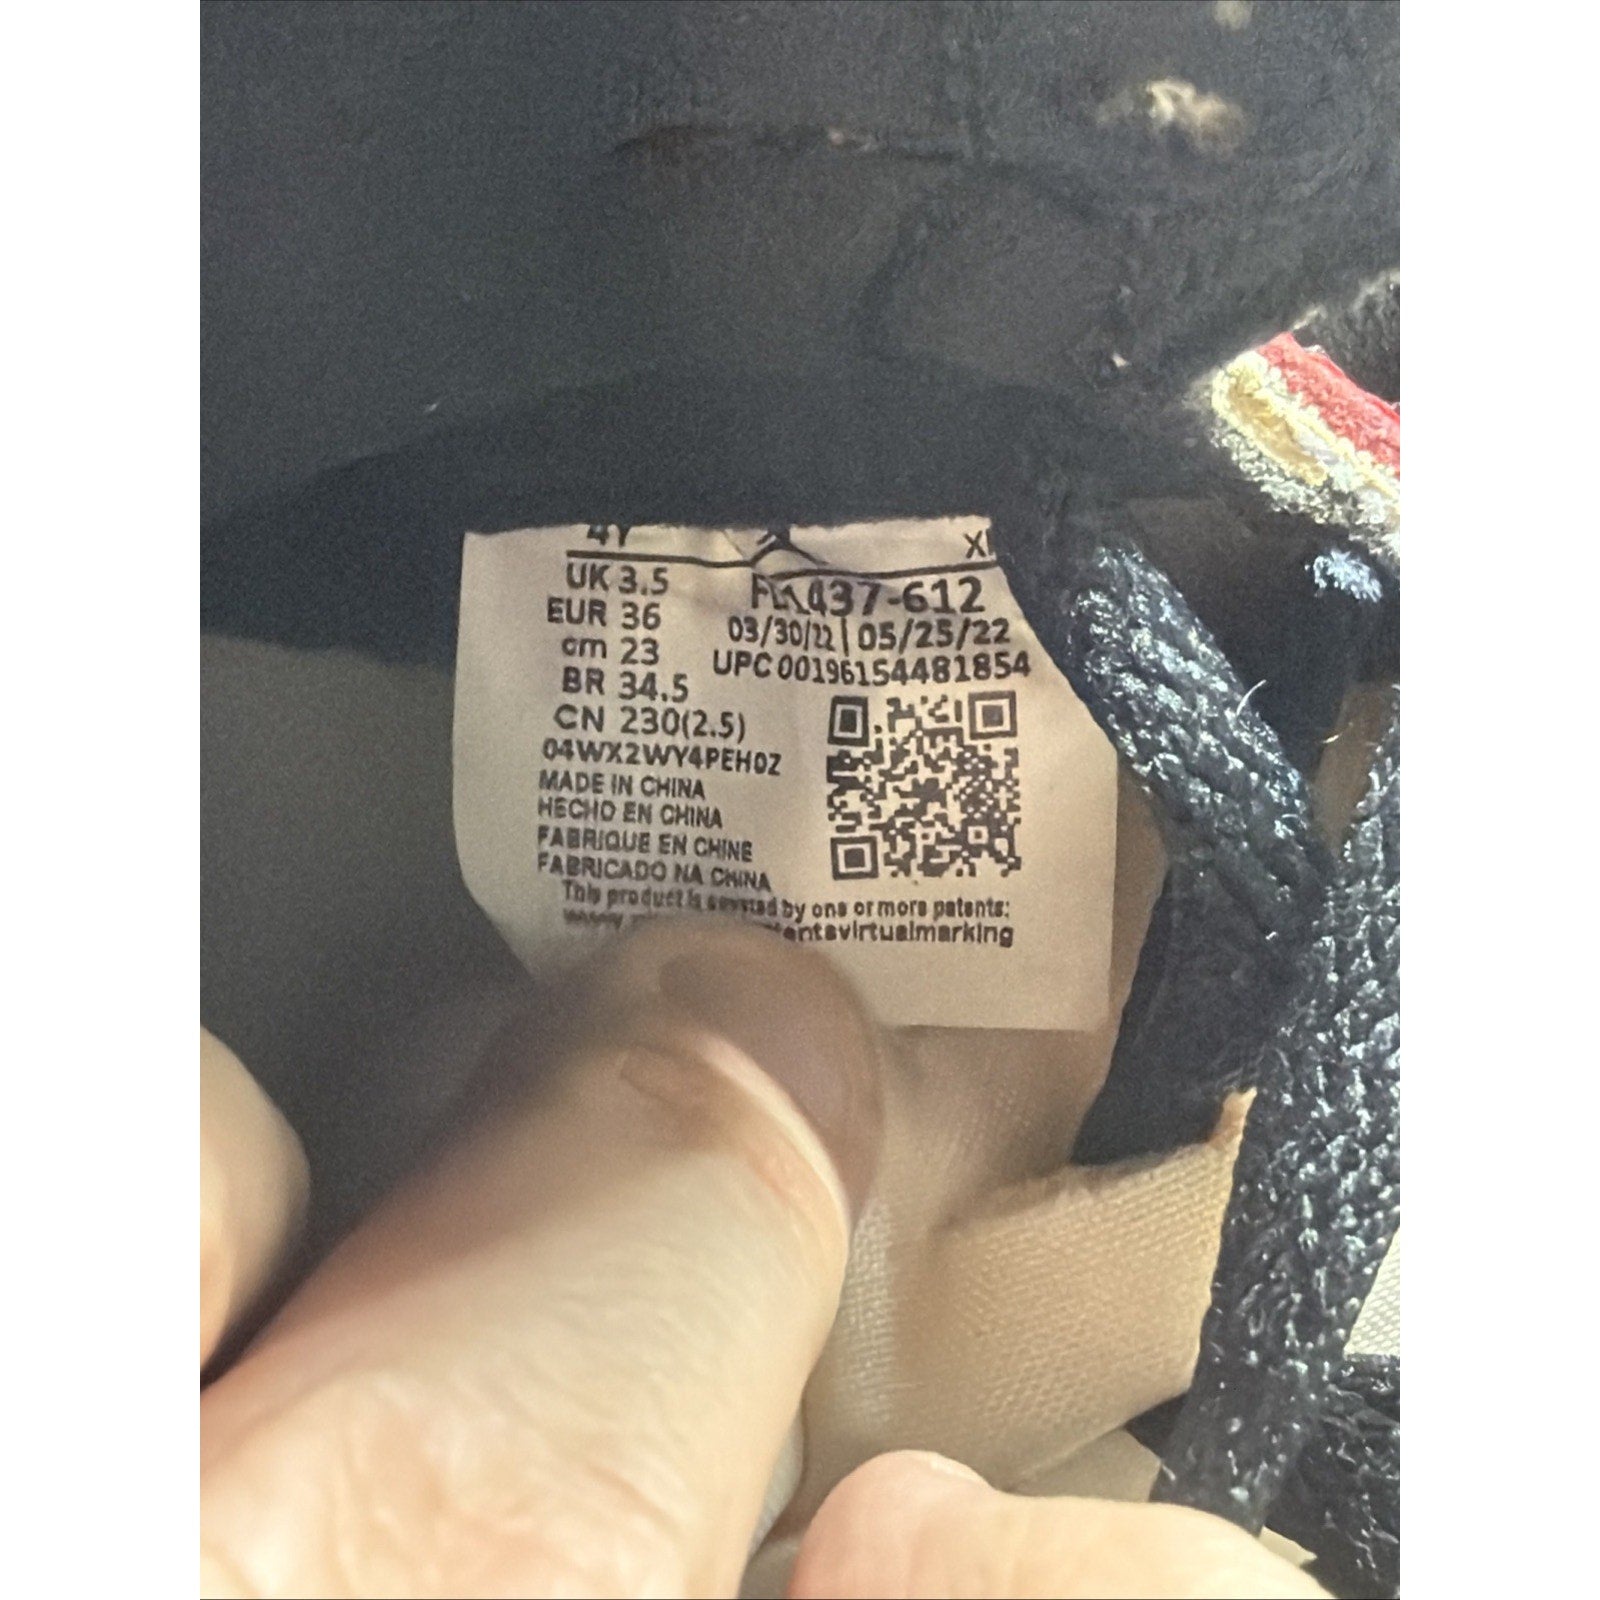 4Y
UK 3.5
EUR 36
cm 23
BR 34.5
CN 230(2.5)
04WX2WY4PEH0Z
MADE IN CHINA
HECHO EN CHINA
FABRIQUE EN CHINE
FABRICADO NA CHINA
03/30/22 | 05/25/22
UPC 00196154481854
This product is covered by one or more patents: